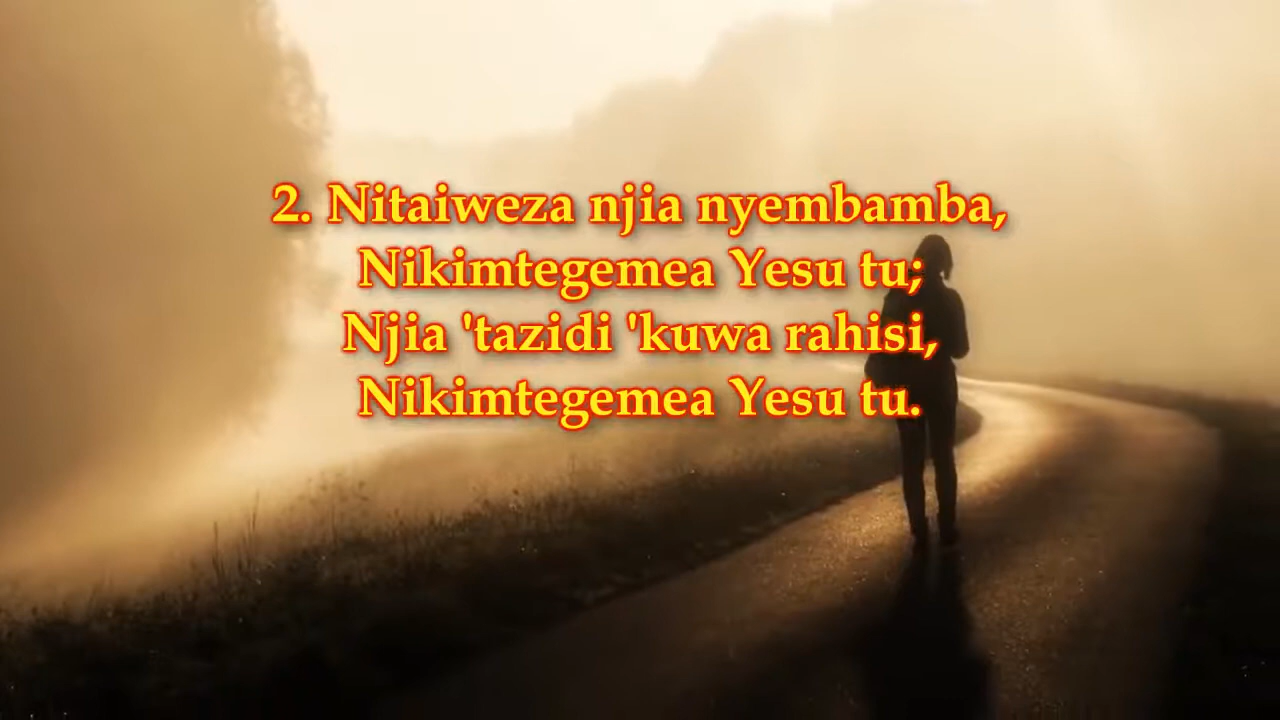 2. Nitaiweza njia nyembamba,
Nikimtegemea Yesu tu;
Njia 'tazidi 'kuwa rahisi,
Nikimtegemea Yesu tu.